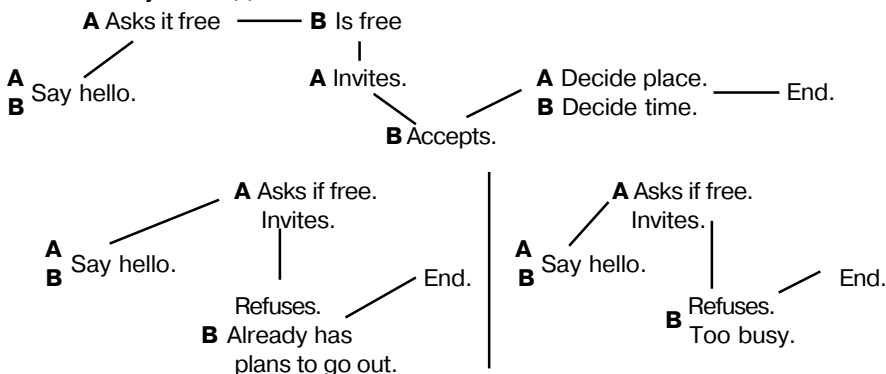 A Asks it free B Is free
A
B Say hello.
A Invites.
A Decide place.
B Decide time.
End.
B Accepts.
A Asks if free.
Invites.
A
B Say hello.
End.
Refuses.
B Already has
plans to go out.
A Asks if free.
Invites.
A
B Say hello.
End.
B Refuses.
Too busy.